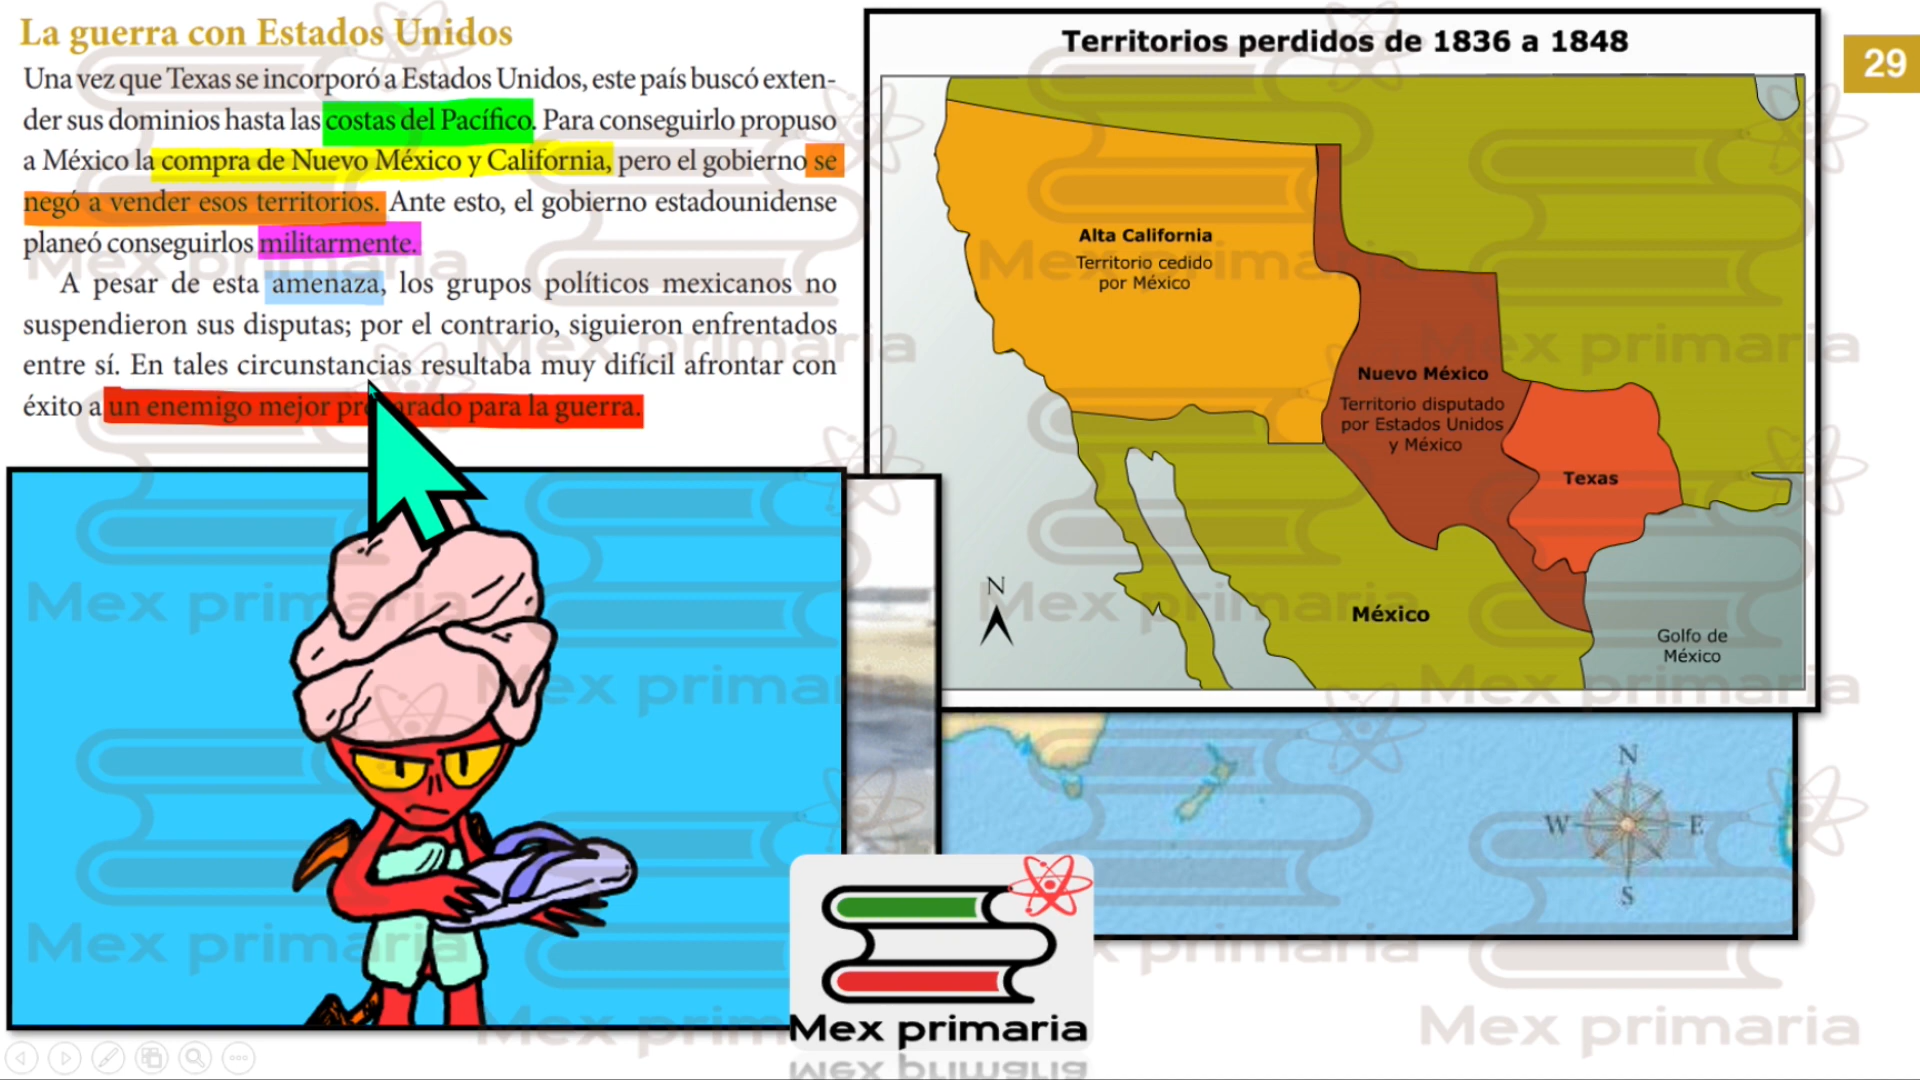 La guerra con Estados Unidos
Una vez que Texas se incorporó a Estados Unidos, este país buscó exten-
der sus dominios hasta las costas del Pacífico. Para conseguirlo propuso
a México la compra de Nuevo México y California, pero el gobierno se
negó a vender esos territorios. Ante esto, el gobierno estadounidense
planeó conseguirlos militarmente.
A pesar de esta amenaza, los grupos políticos mexicanos no
suspendieron sus disputas; por el contrario, siguieron enfrentados
entre sí. En tales circunstancias resultaba muy difícil afrontar con
éxito a un enemigo mejor preparado para la guerra.
Territorios perdidos de 1836 a 1848
29
Alta California
Territorio cedido
por México
Nuevo México
Territorio disputado
por Estados Unidos
y México
Texas
México
Golfo de
México
N
N
W
E
S
Mex primaria